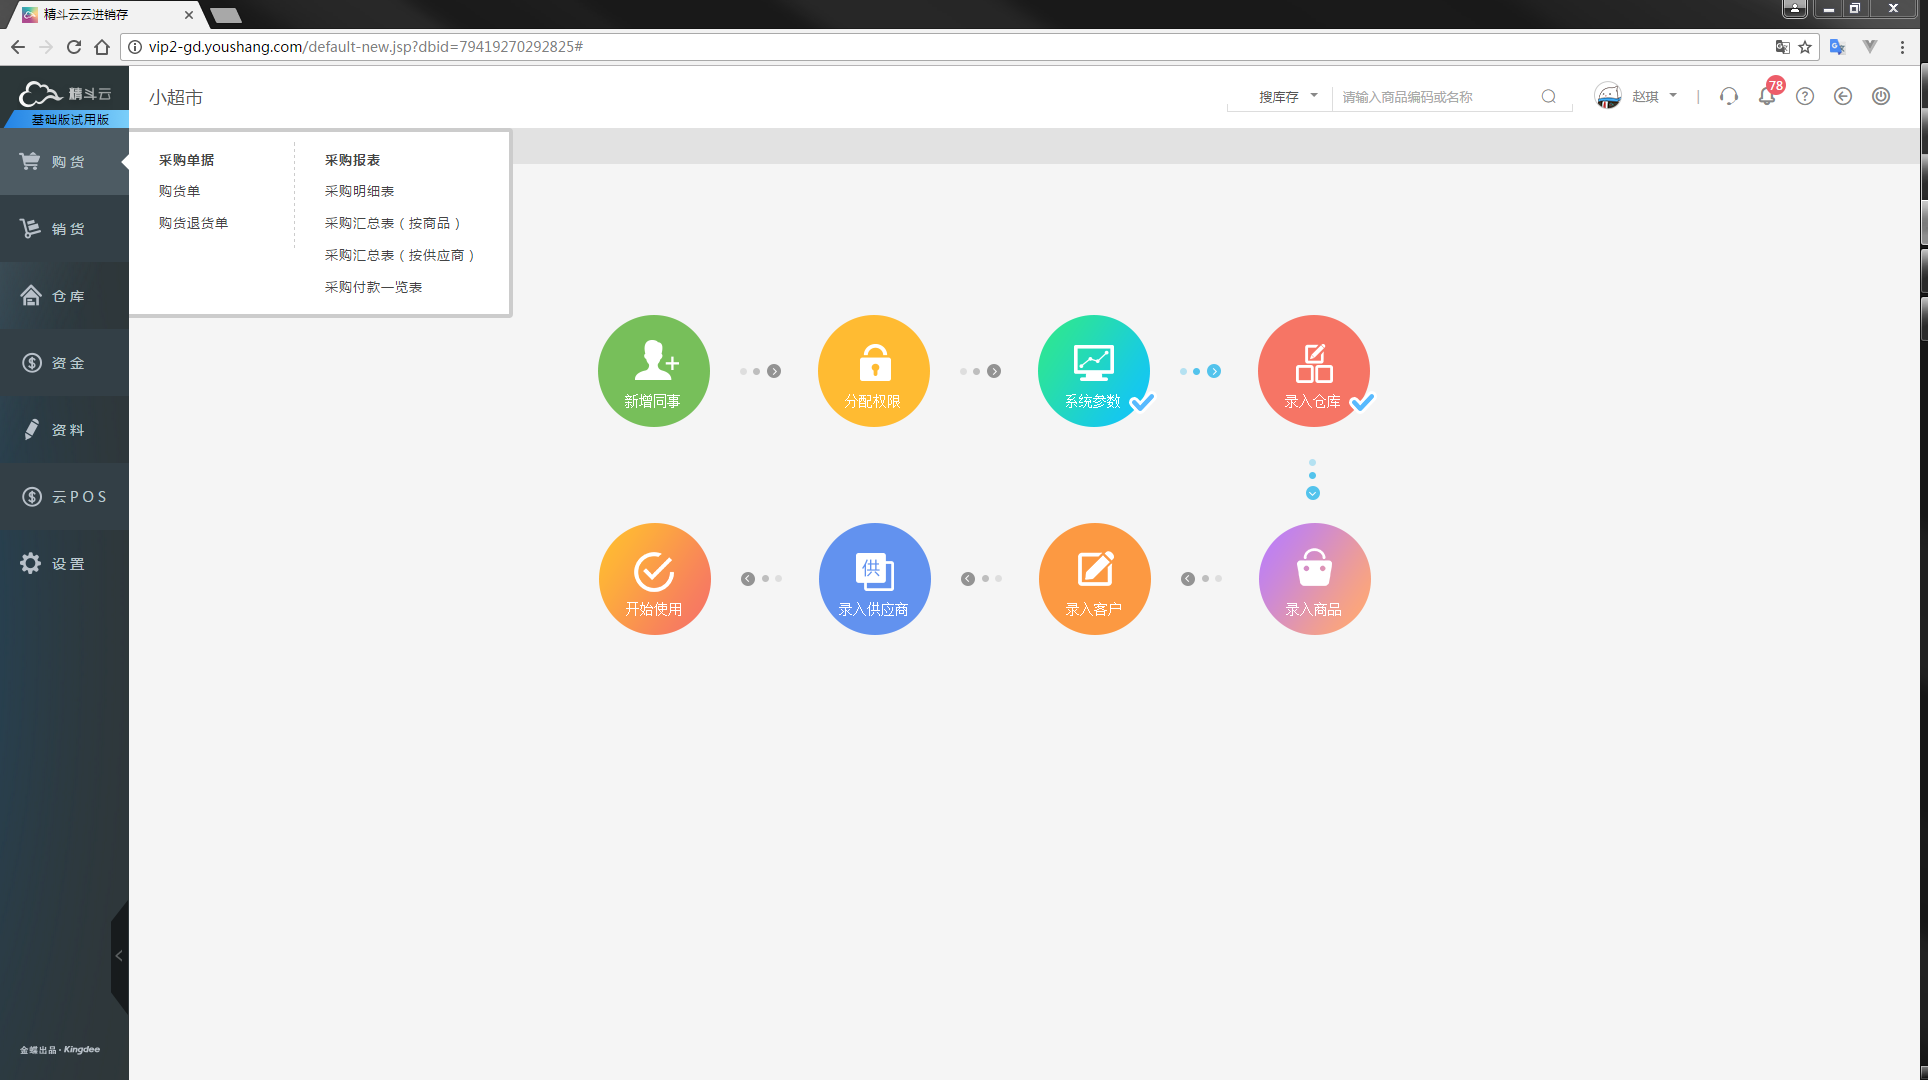 精斗云云进销存
vip2-gd.youshang.com/default-new.jsp?dbid=79419270292825#
精斗云
基础版试用版
小超市
搜库存
请输入商品编码或名称
赵琪
78
购货
销货
仓库
资金
资料
云POS
设置
采购单据
购货单
购货退货单
采购报表
采购明细表
采购汇总表（按商品）
采购汇总表（按供应商）
采购付款一览表
新增同事
分配权限
系统参数
录入仓库
开始使用
供
录入供应商
录入客户
录入商品
金蝶出品·Kingdee